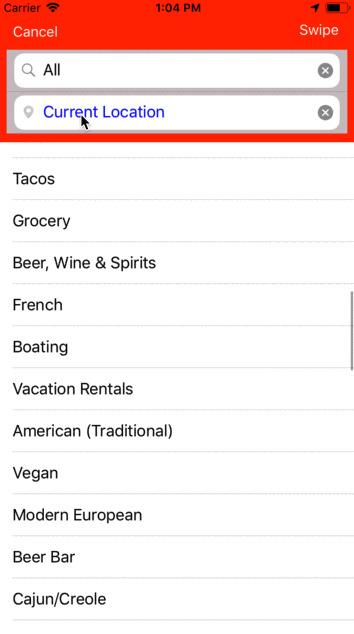 Carrier 1:04 PM
Cancel Swipe
All
Current Location
Tacos
Grocery
Beer, Wine & Spirits
French
Boating
Vacation Rentals
American (Traditional)
Vegan
Modern European
Beer Bar
Cajun/Creole